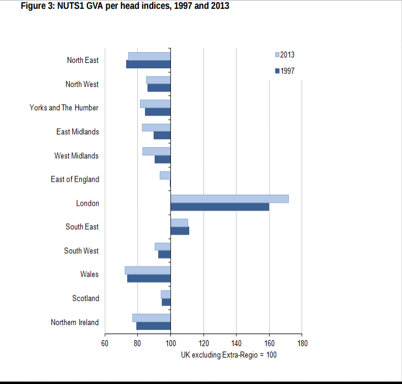 Figure 3: NUTS1 GVA per head indices, 1997 and 2013
2013
1997
North East
North West
Yorks and The Humber
East Midlands
West Midlands
East of England
London
South East
South West
Wales
Scotland
Northern Ireland
60 80 100 120 140 160 180
UK excluding Extra-Regio = 100